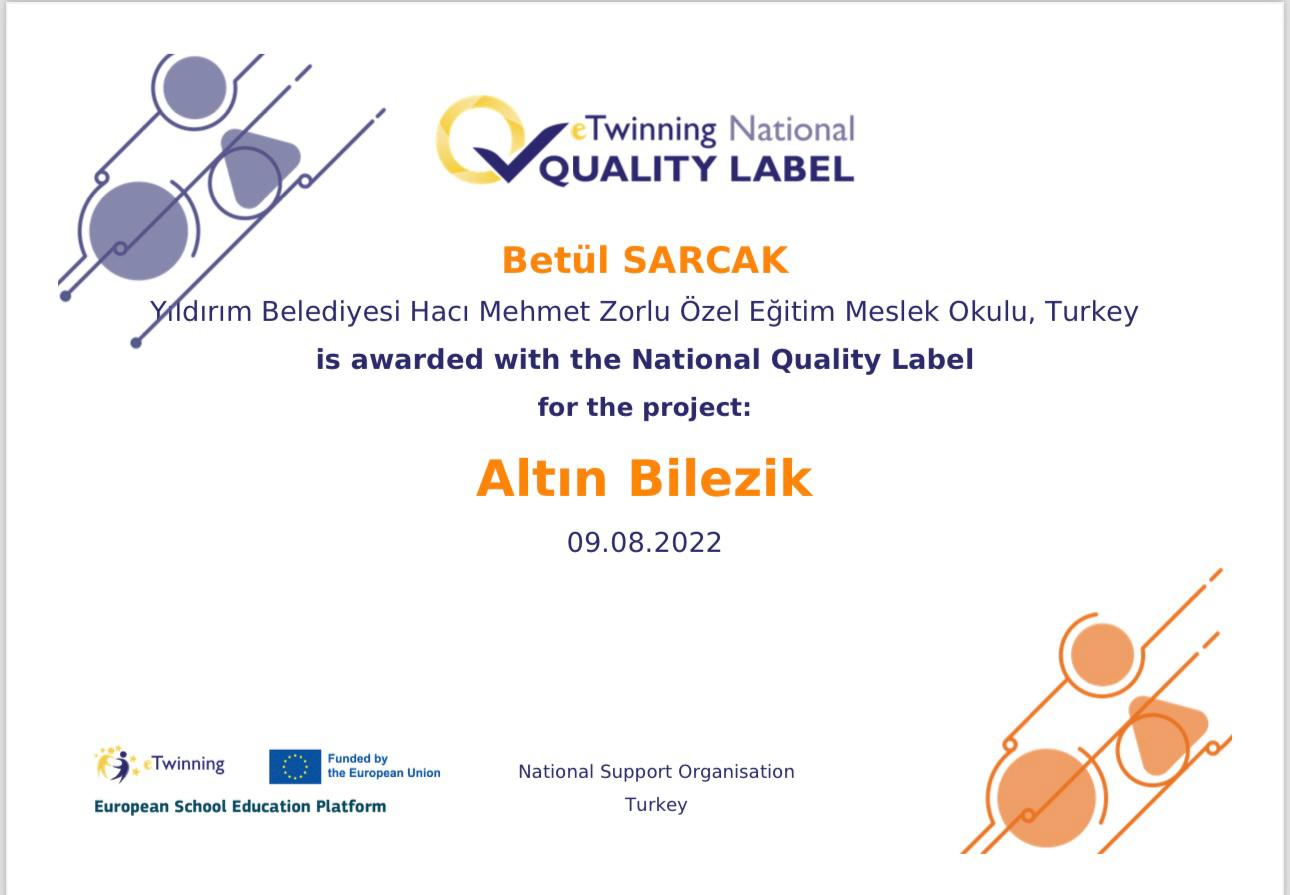 eTwinning National
QUALITY LABEL
Betül SARCAK
Yıldırım Belediyesi Hacı Mehmet Zorlu Özel Eğitim Meslek Okulu, Turkey
is awarded with the National Quality Label
for the project:
Altın Bilezik
09.08.2022
eTwinning
Funded by
the European Union
European School Education Platform
National Support Organisation
Turkey